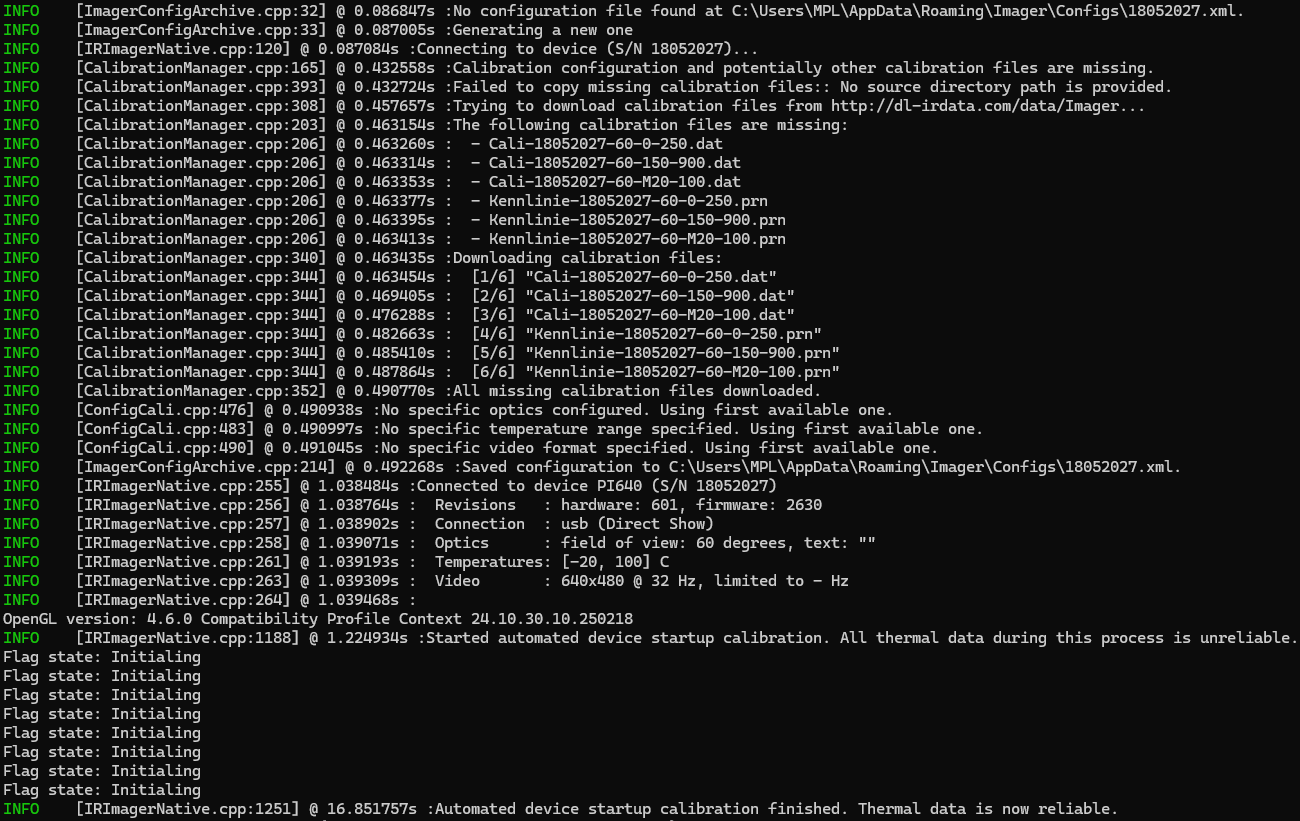 INFO    [ImagerConfigArchive.cpp:32] @ 0.086847s :No configuration file found at C:\Users\MPL\AppData\Roaming\Imager\Configs\18052027.xml.
INFO    [ImagerConfigArchive.cpp:33] @ 0.087005s :Generating a new one
INFO    [IRImagerNative.cpp:120] @ 0.087084s :Connecting to device (S/N 18052027)...
INFO    [CalibrationManager.cpp:165] @ 0.432558s :Calibration configuration and potentially other calibration files are missing.
INFO    [CalibrationManager.cpp:393] @ 0.432724s :Failed to copy missing calibration files:: No source directory path is provided.
INFO    [CalibrationManager.cpp:308] @ 0.457657s :Trying to download calibration files from http://dl-irdata.com/data/Imager...
INFO    [CalibrationManager.cpp:203] @ 0.463154s :The following calibration files are missing:
INFO    [CalibrationManager.cpp:206] @ 0.463260s :  - Cali-18052027-60-0-250.dat
INFO    [CalibrationManager.cpp:206] @ 0.463314s :  - Cali-18052027-60-150-900.dat
INFO    [CalibrationManager.cpp:206] @ 0.463353s :  - Cali-18052027-60-M20-100.dat
INFO    [CalibrationManager.cpp:206] @ 0.463377s :  - Kennlinie-18052027-60-0-250.prn
INFO    [CalibrationManager.cpp:206] @ 0.463395s :  - Kennlinie-18052027-60-150-900.prn
INFO    [CalibrationManager.cpp:206] @ 0.463413s :  - Kennlinie-18052027-60-M20-100.prn
INFO    [CalibrationManager.cpp:340] @ 0.463435s :Downloading calibration files:
INFO    [CalibrationManager.cpp:344] @ 0.463454s :  [1/6] "Cali-18052027-60-0-250.dat"
INFO    [CalibrationManager.cpp:344] @ 0.469405s :  [2/6] "Cali-18052027-60-150-900.dat"
INFO    [CalibrationManager.cpp:344] @ 0.476288s :  [3/6] "Cali-18052027-60-M20-100.dat"
INFO    [CalibrationManager.cpp:344] @ 0.482663s :  [4/6] "Kennlinie-18052027-60-0-250.prn"
INFO    [CalibrationManager.cpp:344] @ 0.485410s :  [5/6] "Kennlinie-18052027-60-150-900.prn"
INFO    [CalibrationManager.cpp:344] @ 0.487864s :  [6/6] "Kennlinie-18052027-60-M20-100.prn"
INFO    [CalibrationManager.cpp:352] @ 0.490770s :All missing calibration files downloaded.
INFO    [ConfigCali.cpp:476] @ 0.490938s :No specific optics configured. Using first available one.
INFO    [ConfigCali.cpp:483] @ 0.490997s :No specific temperature range specified. Using first available one.
INFO    [ConfigCali.cpp:490] @ 0.491045s :No specific video format specified. Using first available one.
INFO    [ImagerConfigArchive.cpp:214] @ 0.492268s :Saved configuration to C:\Users\MPL\AppData\Roaming\Imager\Configs\18052027.xml.
INFO    [IRImagerNative.cpp:255] @ 1.038484s :Connected to device PI640 (S/N 18052027)
INFO    [IRImagerNative.cpp:256] @ 1.038764s :  Revisions   : hardware: 601, firmware: 2630
INFO    [IRImagerNative.cpp:257] @ 1.038902s :  Connection  : usb (Direct Show)
INFO    [IRImagerNative.cpp:258] @ 1.039071s :  Optics      : field of view: 60 degrees, text: ""
INFO    [IRImagerNative.cpp:261] @ 1.039193s :  Temperatures: [-20, 100] C
INFO    [IRImagerNative.cpp:263] @ 1.039309s :  Video       : 640x480 @ 32 Hz, limited to - Hz
INFO    [IRImagerNative.cpp:264] @ 1.039468s :
OpenGL version: 4.6.0 Compatibility Profile Context 24.10.30.10.250218
INFO    [IRImagerNative.cpp:1188] @ 1.224934s :Started automated device startup calibration. All thermal data during this process is unreliable.
Flag state: Initialing
Flag state: Initialing
Flag state: Initialing
Flag state: Initialing
Flag state: Initialing
Flag state: Initialing
Flag state: Initialing
Flag state: Initialing
INFO    [IRImagerNative.cpp:1251] @ 16.851757s :Automated device startup calibration finished. Thermal data is now reliable.